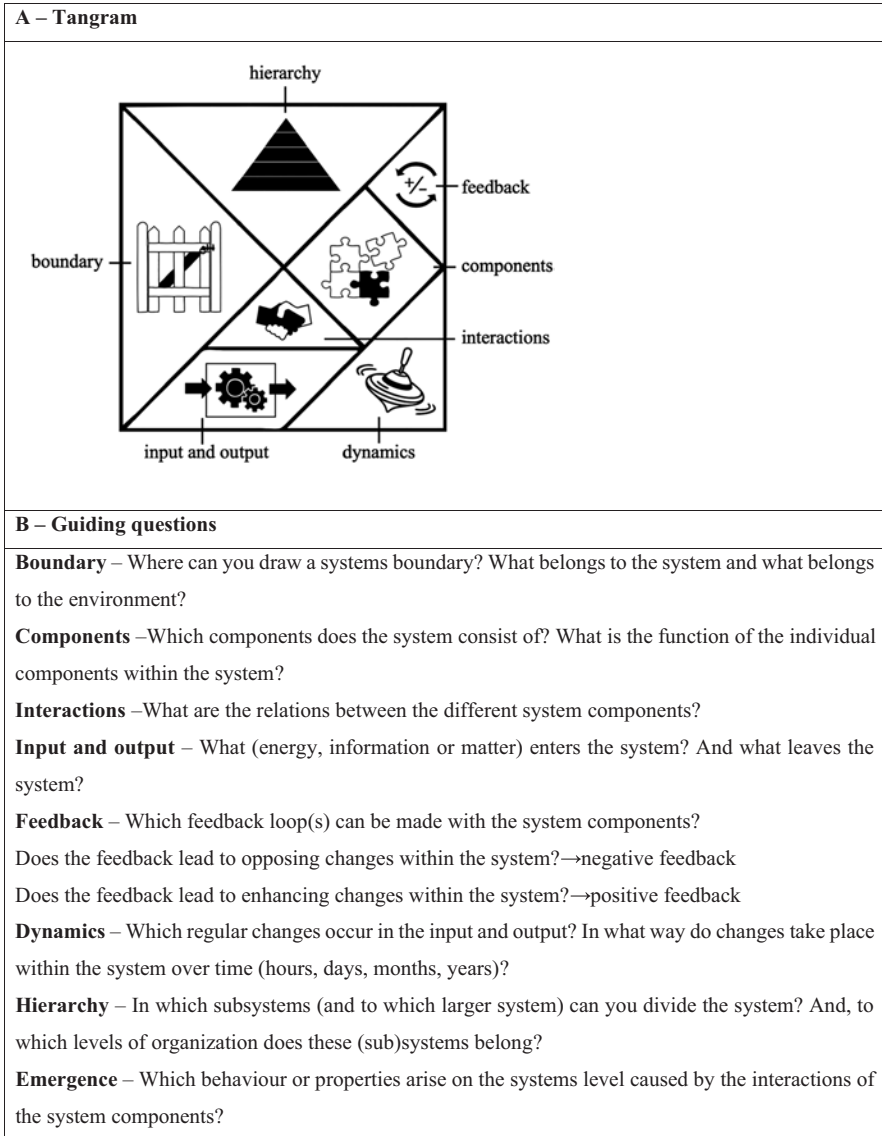 A – Tangram
hierarchy
+/-
feedback
boundary
components
interactions
input and output
dynamics
B – Guiding questions
Boundary – Where can you draw a systems boundary? What belongs to the system and what belongs
to the environment?
Components –Which components does the system consist of? What is the function of the individual
components within the system?
Interactions –What are the relations between the different system components?
Input and output – What (energy, information or matter) enters the system? And what leaves the
system?
Feedback – Which feedback loop(s) can be made with the system components?
Does the feedback lead to opposing changes within the system?→negative feedback
Does the feedback lead to enhancing changes within the system?→positive feedback
Dynamics – Which regular changes occur in the input and output? In what way do changes take place
within the system over time (hours, days, months, years)?
Hierarchy – In which subsystems (and to which larger system) can you divide the system? And, to
which levels of organization does these (sub)systems belong?
Emergence – Which behaviour or properties arise on the systems level caused by the interactions of
the system components?